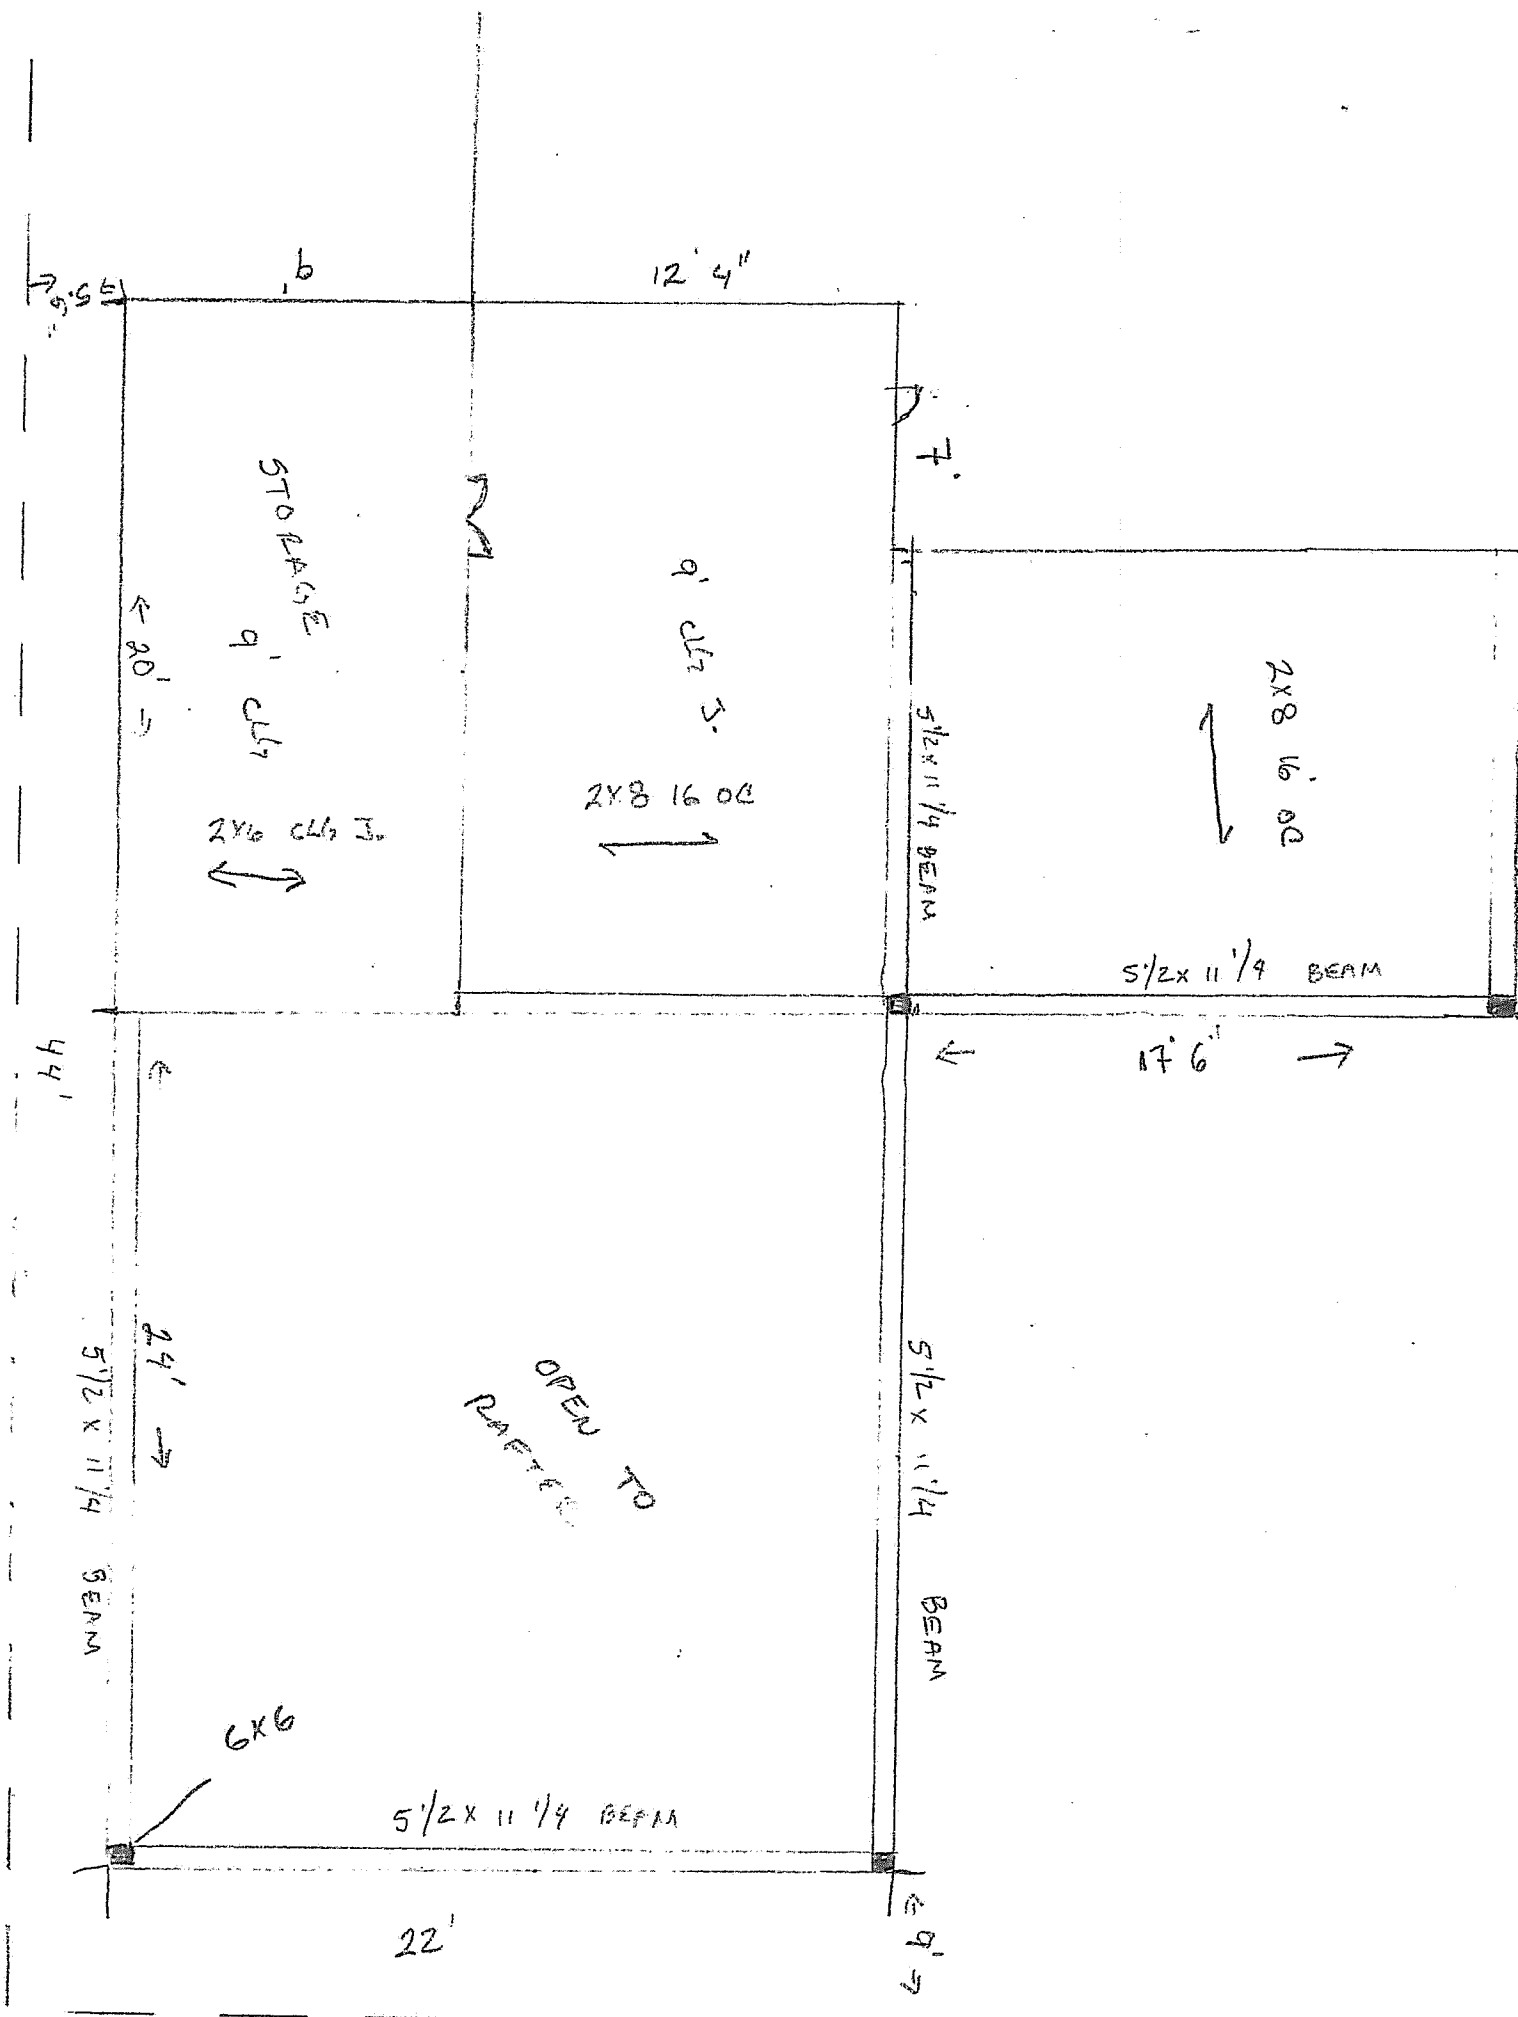 9'
12' 4"
5' 6"
7'
STORAGE
9' CLG
2X6 CLG J.
← 20' →
9' CLG J.
2X8 16 OC
5 1/2 X 11 1/4 BEAM
2X8 16 OC
5 1/2 X 11 1/4 BEAM
← 17' 6" →
44'
← 24' →
5 1/2 X 11 1/4 BEAM
OPEN TO
RAFTER
5 1/2 X 11 1/4 BEAM
6X6
5 1/2 X 11 1/4 BEAM
22'
← 9' →